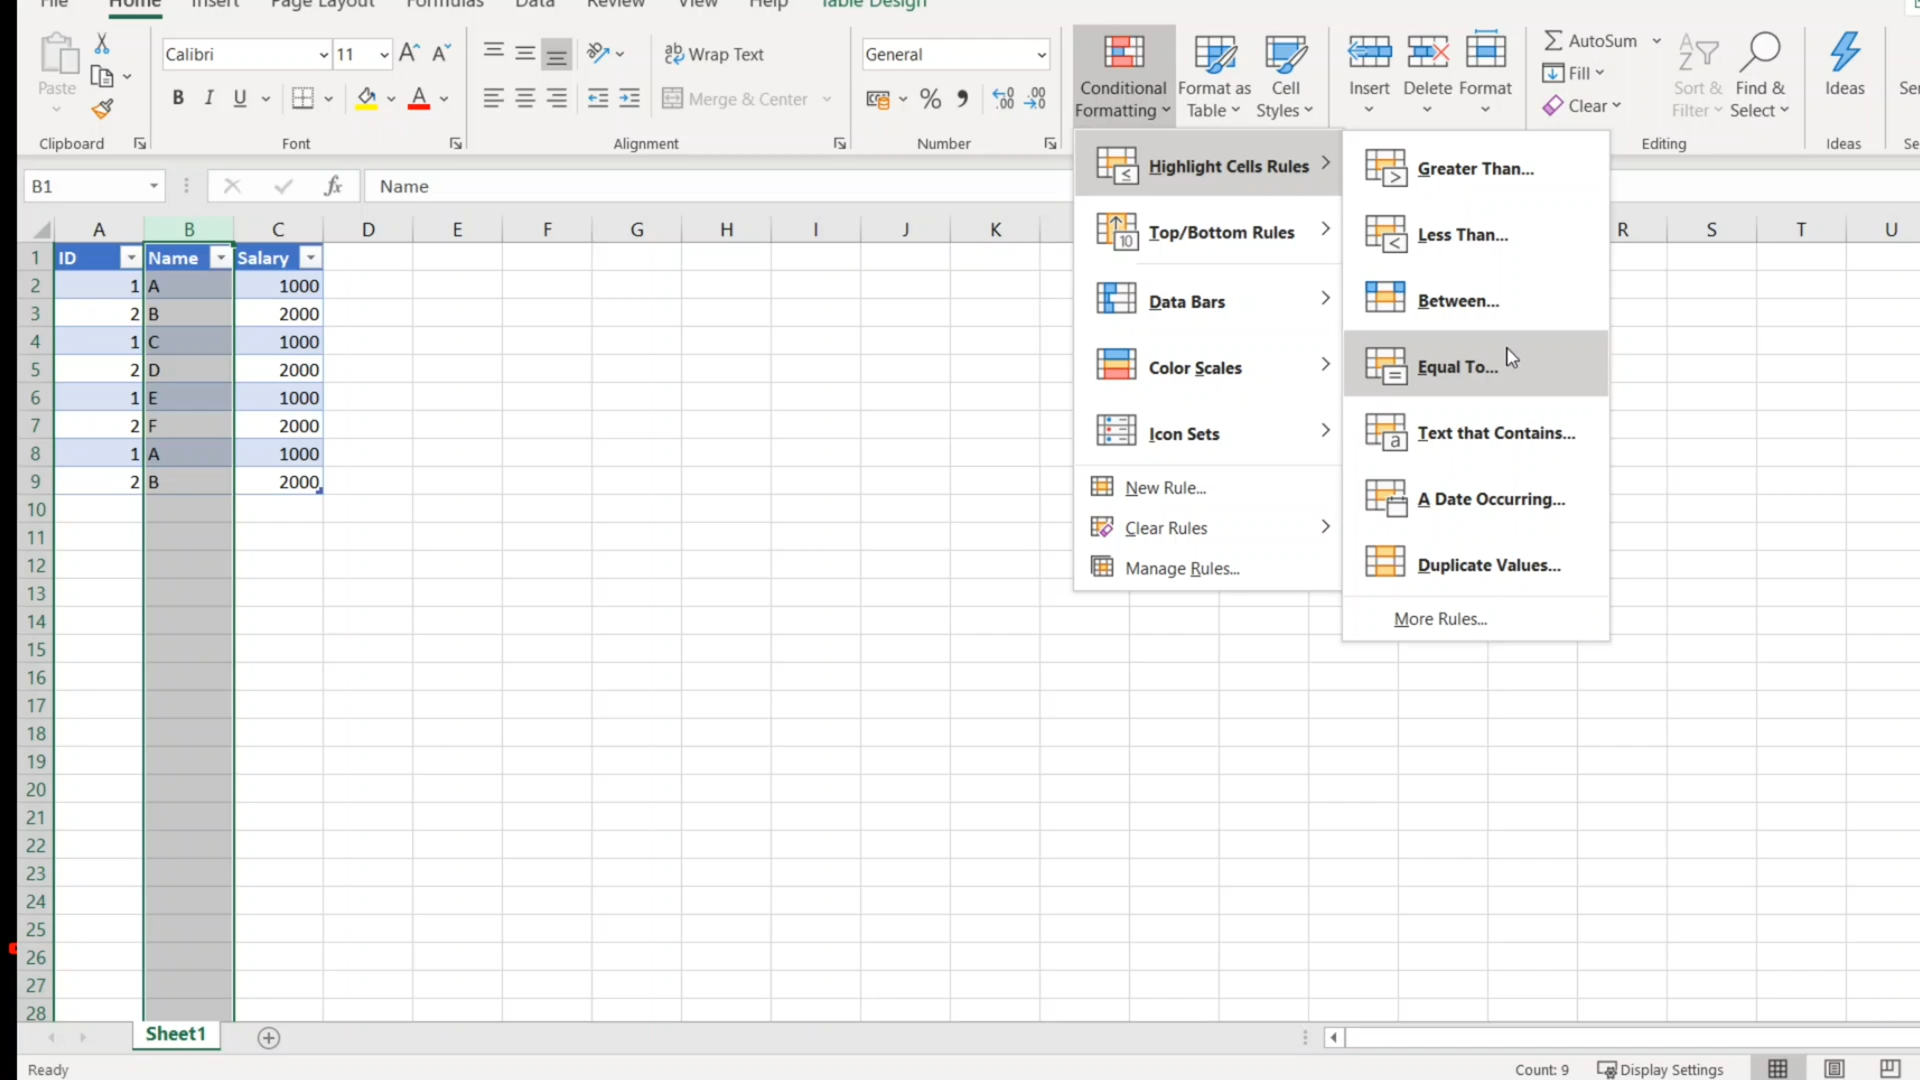 File Home Insert Page Layout Formulas Data Review View Help Table Design
Calibri 11
Wrap Text
General
AutoSum
Fill
Clear
Paste
B I U
Merge & Center
%
Conditional Formatting
Format as Table
Cell Styles
Insert
Delete
Format
Sort & Filter
Find & Select
Ideas
Clipboard Font Alignment Number Editing Ideas
B1 fx Name
A B C D E F G H I J K R S T U
1 ID Name Salary
2 1 A 1000
3 2 B 2000
4 1 C 1000
5 2 D 2000
6 1 E 1000
7 2 F 2000
8 1 A 1000
9 2 B 2000
10
11
12
13
14
15
16
17
18
19
20
21
22
23
24
25
26
27
28
Highlight Cells Rules
Top/Bottom Rules
Data Bars
Color Scales
Icon Sets
New Rule...
Clear Rules
Manage Rules...
Greater Than...
Less Than...
Between...
Equal To...
Text that Contains...
A Date Occurring...
Duplicate Values...
More Rules...
Sheet1
Ready Count: 9 Display Settings